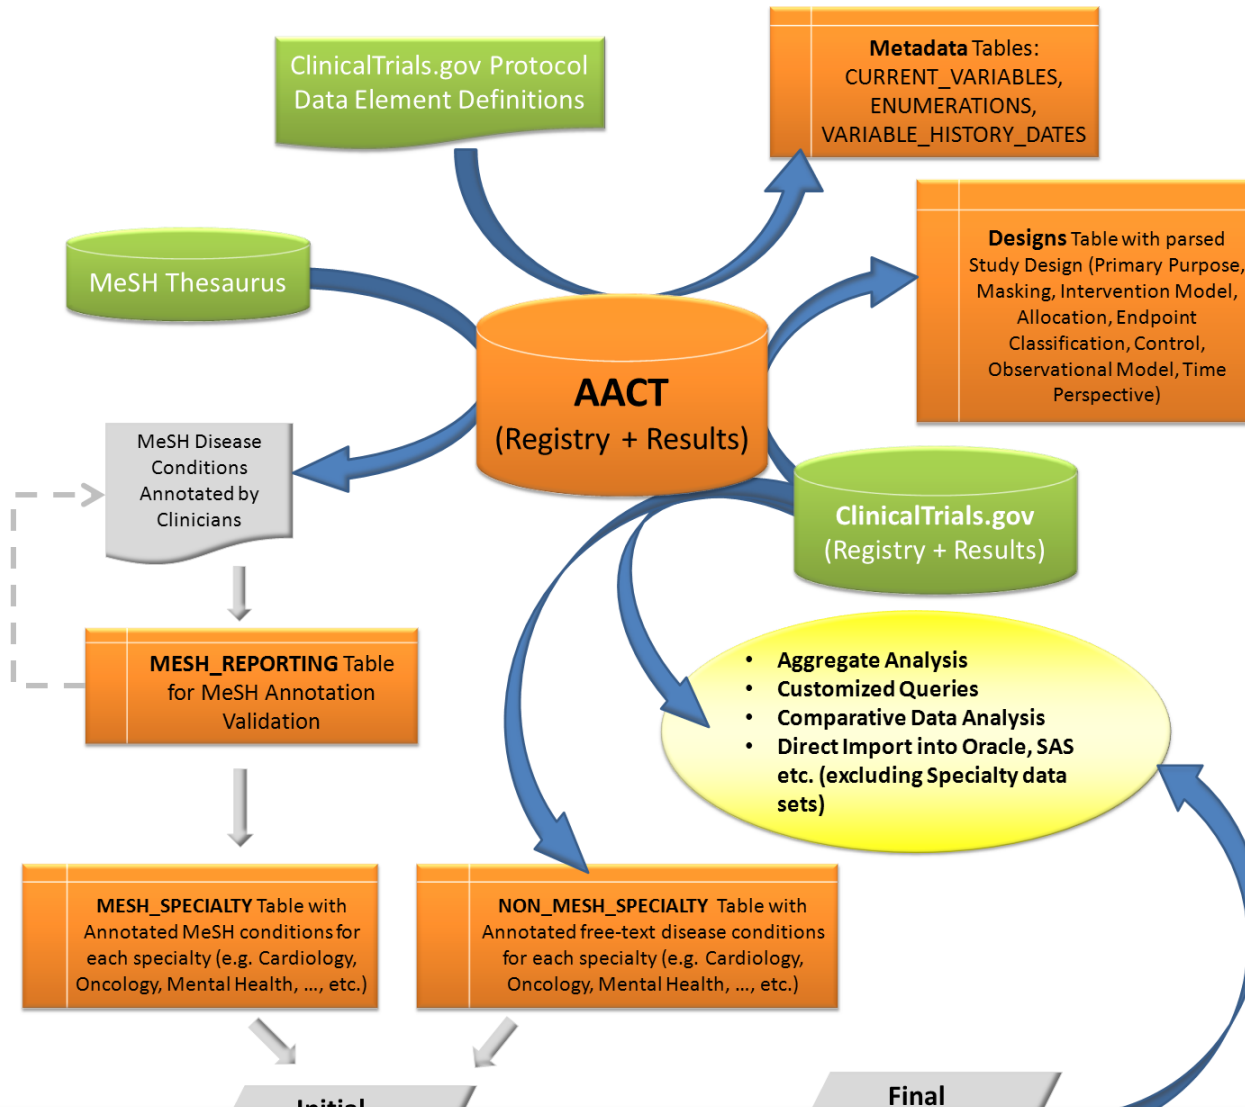 ClinicalTrials.gov Protocol
Data Element Definitions
Metadata Tables:
CURRENT_VARIABLES,
ENUMERATIONS,
VARIABLE_HISTORY_DATES
Designs Table with parsed
Study Design (Primary Purpose,
Masking, Intervention Model,
Allocation, Endpoint
Classification, Control,
Observational Model, Time
Perspective)
MeSH Thesaurus
AACT
(Registry + Results)
MeSH Disease
Conditions
Annotated by
Clinicians
ClinicalTrials.gov
(Registry + Results)
MESH_REPORTING Table
for MeSH Annotation
Validation
• Aggregate Analysis
• Customized Queries
• Comparative Data Analysis
• Direct Import into Oracle, SAS
etc. (excluding Specialty data
sets)
MESH_SPECIALTY Table with
Annotated MeSH conditions for
each specialty (e.g. Cardiology,
Oncology, Mental Health, ..., etc.)
NON_MESH_SPECIALTY Table with
Annotated free-text disease conditions
for each specialty (e.g. Cardiology,
Oncology, Mental Health, ..., etc.)
Initial
Final